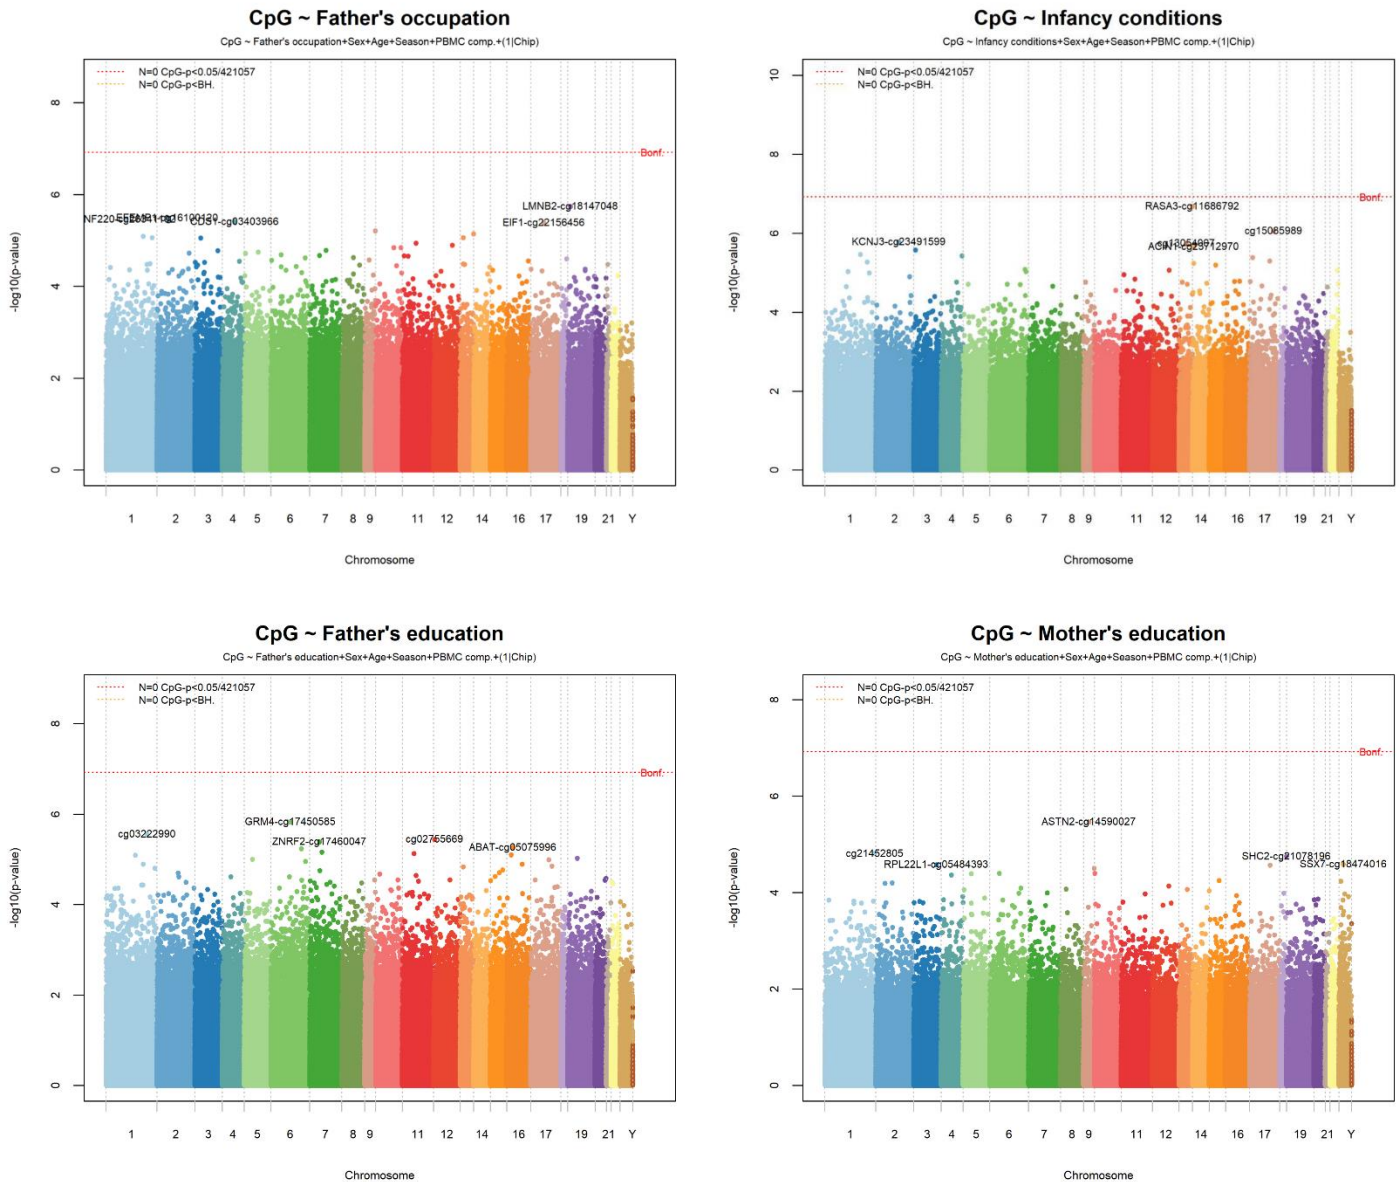 CpG ~ Father's occupation
CpG ~ Father's occupation+Sex+Age+Season+PBMC comp.+(1|Chip)
N=0 CpG-p<0.05/421057
N=0 CpG-p<BH.
Bonf.
LMNB2-cg18147048
EIF1-cg22156456
CDS1-cg03403966
-log10(p-value)
0 2 4 6 8
1 2 3 4 5 6 7 8 9 11 12 14 16 17 19 21 Y
Chromosome
CpG ~ Infancy conditions
CpG ~ Infancy conditions+Sex+Age+Season+PBMC comp.+(1|Chip)
N=0 CpG-p<0.05/421057
N=0 CpG-p<BH.
Bonf.
RASA3-cg11686792
cg15085989
KCNJ3-cg23491599
-log10(p-value)
0 2 4 6 8 10
1 2 3 4 5 6 7 8 9 11 12 14 16 17 19 21 Y
Chromosome
CpG ~ Father's education
CpG ~ Father's education+Sex+Age+Season+PBMC comp.+(1|Chip)
N=0 CpG-p<0.05/421057
N=0 CpG-p<BH.
Bonf.
GRM4-cg17450585
cg03222990
ZNRF2-cg17460047
cg02755669
ABAT-cg05075996
-log10(p-value)
0 2 4 6 8
1 2 3 4 5 6 7 8 9 11 12 14 16 17 19 21 Y
Chromosome
CpG ~ Mother's education
CpG ~ Mother's education+Sex+Age+Season+PBMC comp.+(1|Chip)
N=0 CpG-p<0.05/421057
N=0 CpG-p<BH.
Bonf.
ASTN2-cg14590027
cg21452805
RPL22L1-cg05484393
SHC2-cg21078196
SSX7-cg18474016
-log10(p-value)
0 2 4 6 8
1 2 3 4 5 6 7 8 9 11 12 14 16 17 19 21 Y
Chromosome